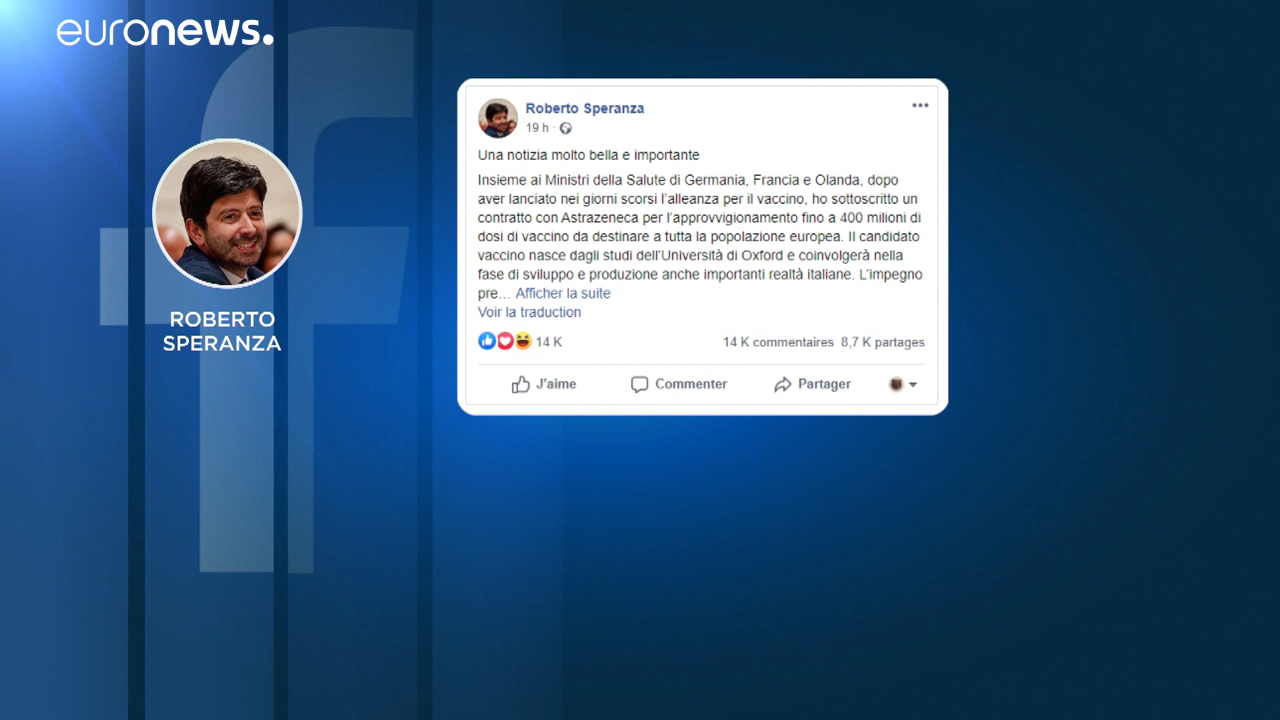 euronews.
ROBERTO
SPERANZA
Roberto Speranza
19 h ·
Una notizia molto bella e importante
Insieme ai Ministri della Salute di Germania, Francia e Olanda, dopo
aver lanciato nei giorni scorsi l'alleanza per il vaccino, ho sottoscritto un
contratto con Astrazeneca per l'approvvigionamento fino a 400 milioni di
dosi di vaccino da destinare a tutta la popolazione europea. Il candidato
vaccino nasce dagli studi dell'Università di Oxford e coinvolgerà nella
fase di sviluppo e produzione anche importanti realtà italiane. L'impegno
pre... Afficher la suite
Voir la traduction
14 K 14 K commentaires 8,7 K partages
J'aime Commenter Partager